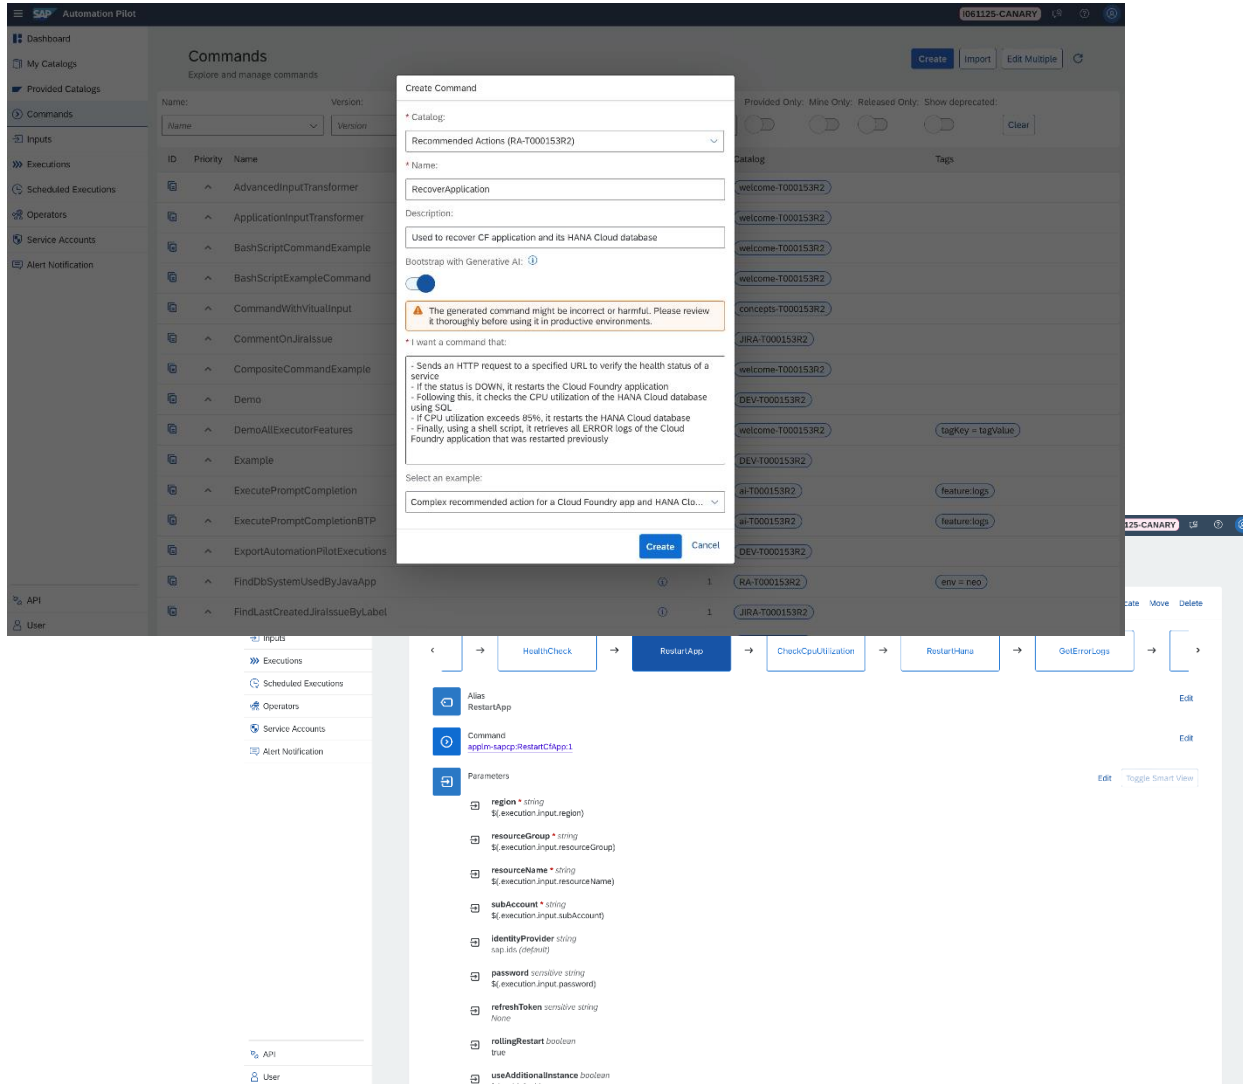 SAP Automation Pilot
I061125-CANARY
Dashboard
My Catalogs
Provided Catalogs
Commands
Inputs
Executions
Scheduled Executions
Operators
Service Accounts
Alert Notification
API
User
Commands
Explore and manage commands
Create Import Edit Multiple
Name: Version: Provided Only: Mine Only: Released Only: Show deprecated:
Name Version Clear
ID Priority Name Catalog Tags
AdvancedInputTransformer welcome-T000153R2
ApplicationInputTransformer welcome-T000153R2
BashScriptCommandExample welcome-T000153R2
BashScriptExampleCommand welcome-T000153R2
CommandWithVitualInput concepts-T000153R2
CommentOnJiraIssue JIRA-T000153R2
CompositeCommandExample welcome-T000153R2
Demo DEV-T000153R2
DemoAllExecutorFeatures welcome-T000153R2 tagKey = tagValue
Example DEV-T000153R2
ExecutePromptCompletion ai-T000153R2 feature:logs
ExecutePromptCompletionBTP ai-T000153R2 feature:logs
ExportAutomationPilotExecutions DEV-T000153R2
FindDbSystemUsedByJavaApp 1 RA-T000153R2 env = neo
FindLastCreatedJiraIssueByLabel 1 JIRA-T000153R2
Create Command
* Catalog:
Recommended Actions (RA-T000153R2)
* Name:
RecoverApplication
Description:
Used to recover CF application and its HANA Cloud database
Bootstrap with Generative AI:
The generated command might be incorrect or harmful. Please review
it thoroughly before using it in productive environments.
* I want a command that:
- Sends an HTTP request to a specified URL to verify the health status of a
service
- If the status is DOWN, it restarts the Cloud Foundry application
- Following this, it checks the CPU utilization of the HANA Cloud database
using SQL
- If CPU utilization exceeds 85%, it restarts the HANA Cloud database
- Finally, using a shell script, it retrieves all ERROR logs of the Cloud
Foundry application that was restarted previously
Select an example:
Complex recommended action for a Cloud Foundry app and HANA Clo...
Create Cancel
125-CANARY
cate Move Delete
Inputs
Executions
Scheduled Executions
Operators
Service Accounts
Alert Notification
API
User
HealthCheck RestartApp CheckCpuUtilization RestartHana GetErrorLogs
Alias
RestartApp
Edit
Command
applm-sapcp:RestartCfApp:1
Edit
Parameters
Edit Toggle Smart View
region * string
$(.execution.input.region)
resourceGroup * string
$(.execution.input.resourceGroup)
resourceName * string
$(.execution.input.resourceName)
subAccount * string
$(.execution.input.subAccount)
identityProvider string
sap.ids (default)
password sensitive string
$(.execution.input.password)
refreshToken sensitive string
None
rollingRestart boolean
true
useAdditionalInstance boolean